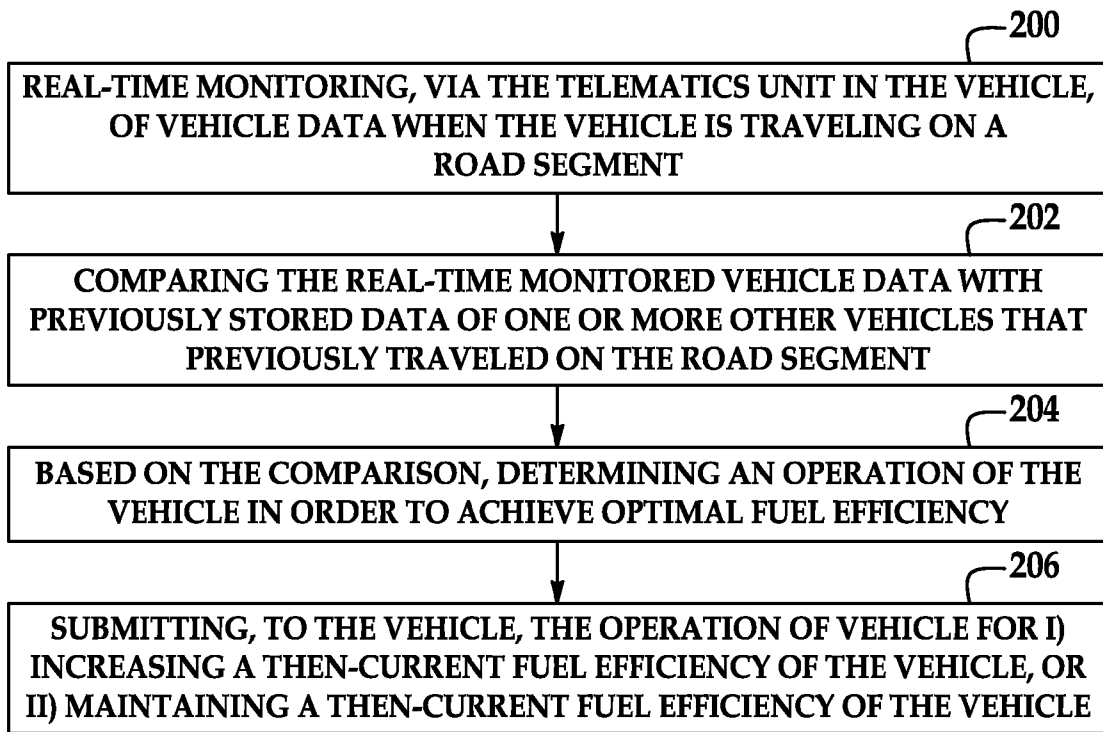 200
REAL-TIME MONITORING, VIA THE TELEMATICS UNIT IN THE VEHICLE,
OF VEHICLE DATA WHEN THE VEHICLE IS TRAVELING ON A
ROAD SEGMENT
202
COMPARING THE REAL-TIME MONITORED VEHICLE DATA WITH
PREVIOUSLY STORED DATA OF ONE OR MORE OTHER VEHICLES THAT
PREVIOUSLY TRAVELED ON THE ROAD SEGMENT
204
BASED ON THE COMPARISON, DETERMINING AN OPERATION OF THE
VEHICLE IN ORDER TO ACHIEVE OPTIMAL FUEL EFFICIENCY
206
SUBMITTING, TO THE VEHICLE, THE OPERATION OF VEHICLE FOR I)
INCREASING A THEN-CURRENT FUEL EFFICIENCY OF THE VEHICLE, OR
II) MAINTAINING A THEN-CURRENT FUEL EFFICIENCY OF THE VEHICLE